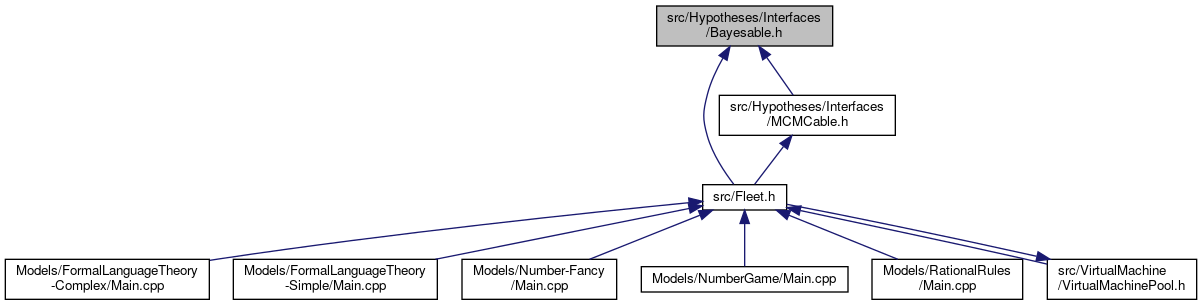 src/Hypotheses/Interfaces
/Bayesable.h
src/Hypotheses/Interfaces
/MCMCable.h
src/Fleet.h
Models/FormalLanguageTheory
-Complex/Main.cpp
Models/FormalLanguageTheory
-Simple/Main.cpp
Models/Number-Fancy
/Main.cpp
Models/NumberGame/Main.cpp
Models/RationalRules
/Main.cpp
src/VirtualMachine
/VirtualMachinePool.h